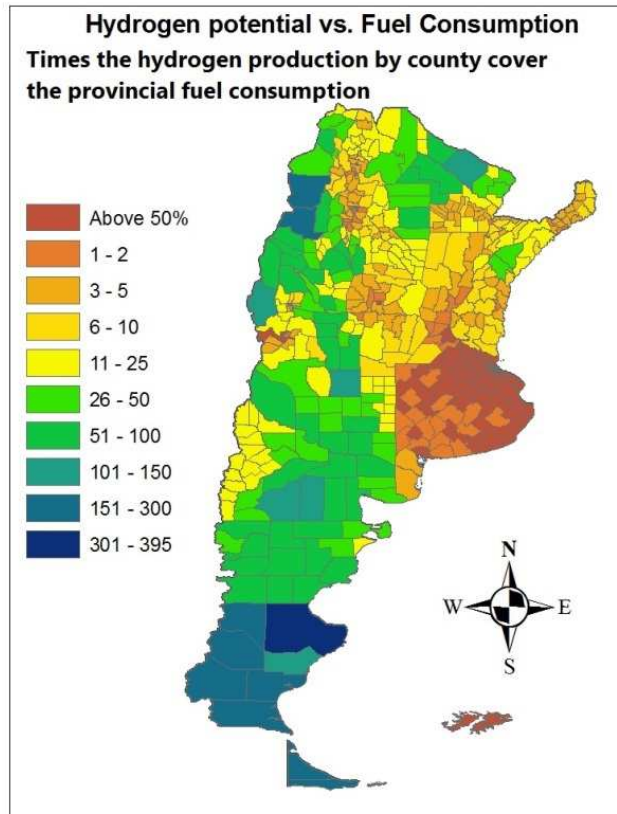 Hydrogen potential vs. Fuel Consumption
Times the hydrogen production by county cover
the provincial fuel consumption
Above 50%
1 - 2
3 - 5
6 - 10
11 - 25
26 - 50
51 - 100
101 - 150
151 - 300
301 - 395
N
W
E
S